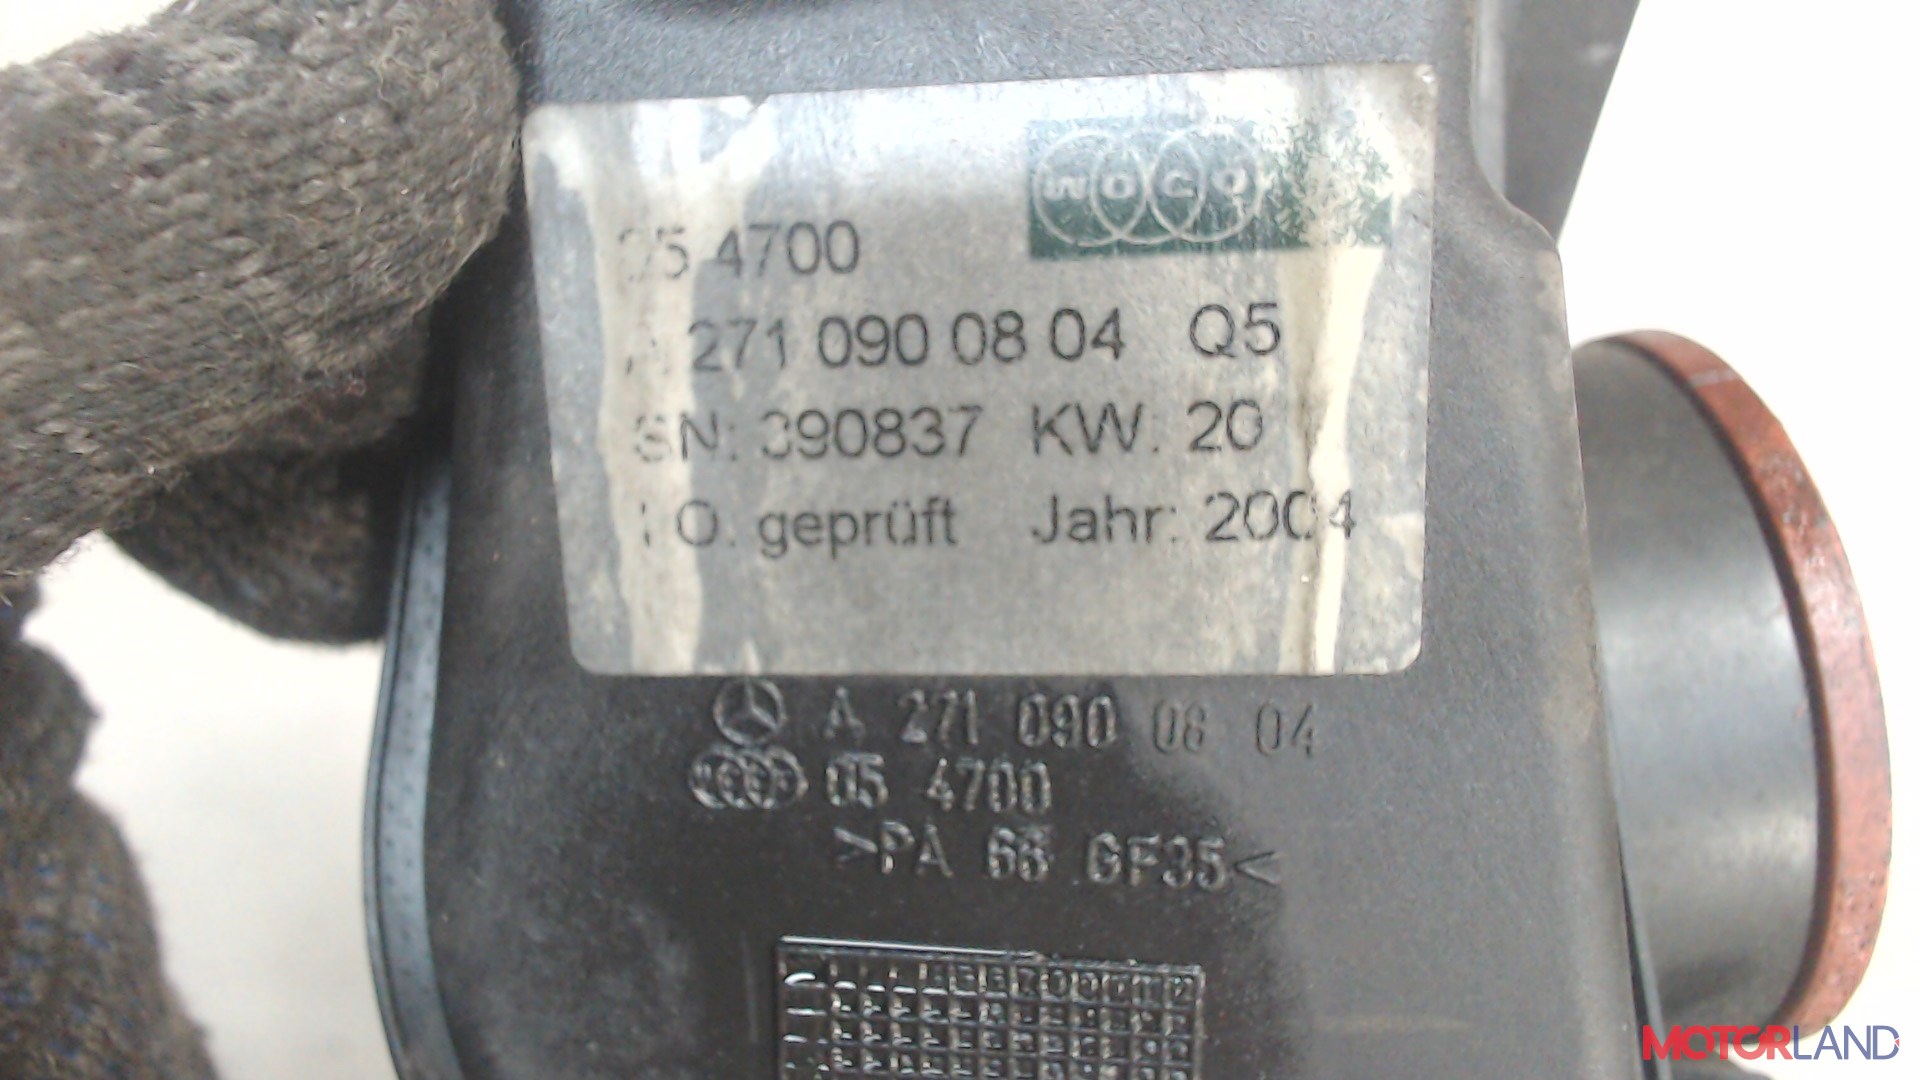 WOCO
05 4700
A 271 090 08 04 Q5
SN: 390837 KW: 20
I.O. geprüft Jahr: 2004
A 271 090 08 04
05 4700
>PA 66 GF35<
MOTORLAND